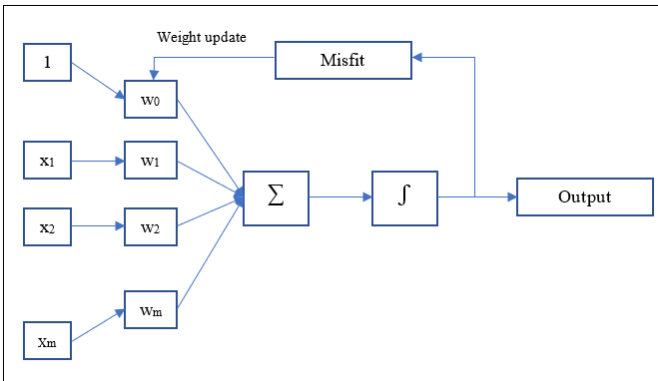 Weight update
1
Misfit
w0
x1
w1
∑
∫
Output
x2
w2
wm
xm